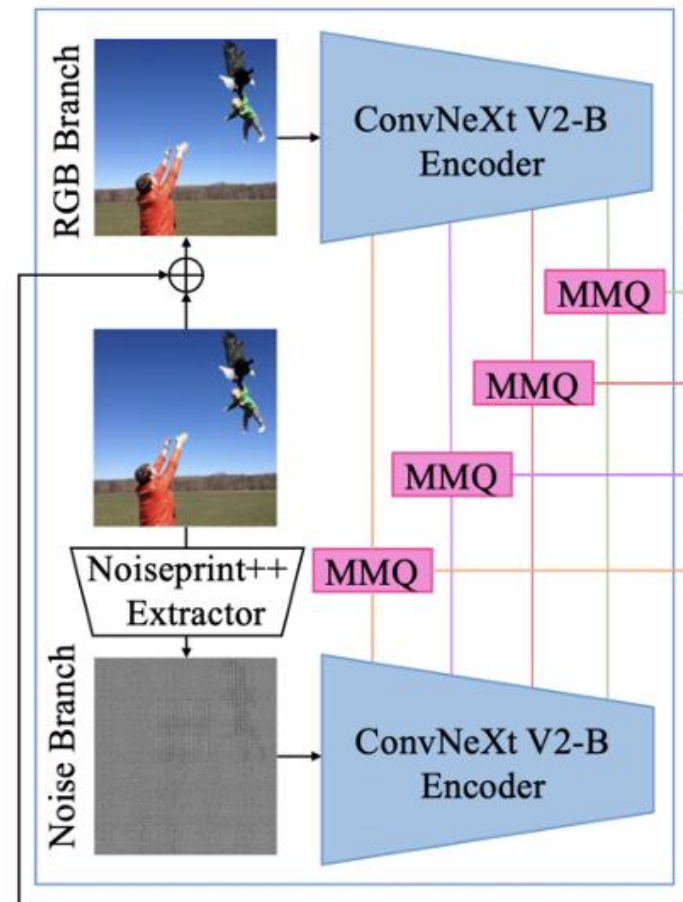 RGB Branch
ConvNeXt V2-B
Encoder
MMQ
MMQ
MMQ
MMQ
Noiseprint++
Extractor
Noise Branch
ConvNeXt V2-B
Encoder